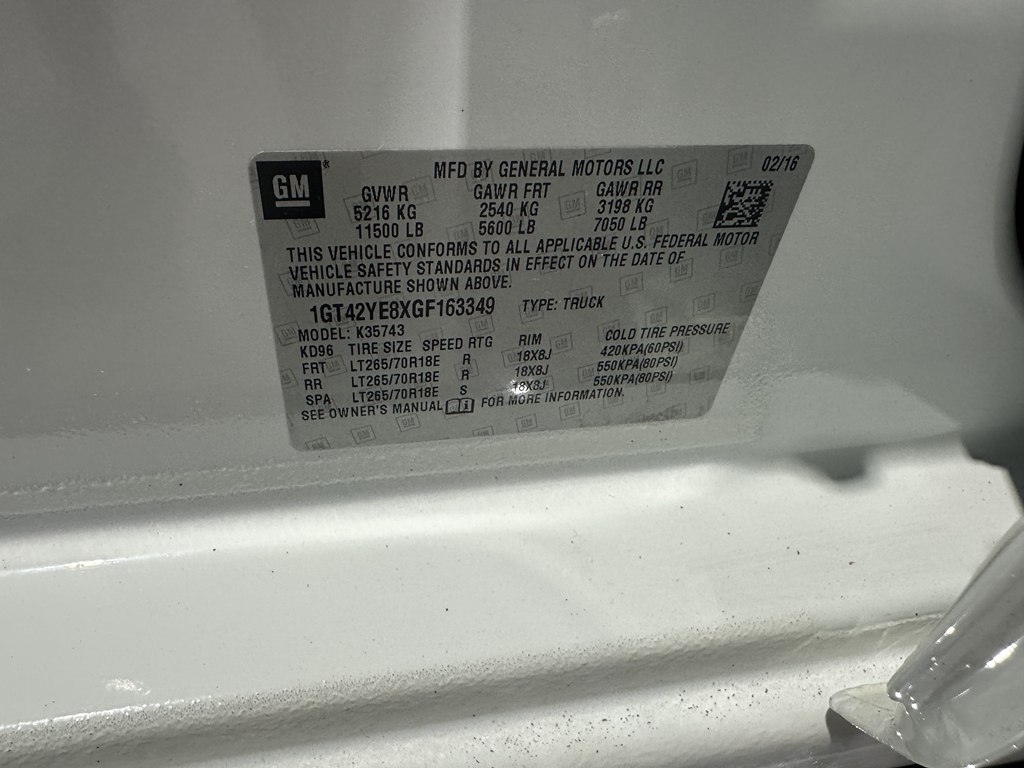 GM
MFD BY GENERAL MOTORS LLC 02/16
GVWR GAWR FRT GAWR RR
5216 KG 2540 KG 3198 KG
11500 LB 5600 LB 7050 LB
THIS VEHICLE CONFORMS TO ALL APPLICABLE U.S. FEDERAL MOTOR
VEHICLE SAFETY STANDARDS IN EFFECT ON THE DATE OF
MANUFACTURE SHOWN ABOVE.
1GT42YE8XGF163349 TYPE: TRUCK
MODEL: K35743
KD96 TIRE SIZE SPEED RTG RIM COLD TIRE PRESSURE
FRT LT265/70R18E R 18X8J 420KPA(60PSI)
RR LT265/70R18E R 18X8J 550KPA(80PSI)
SPA LT265/70R18E S 18X8J 550KPA(80PSI)
SEE OWNER'S MANUAL i FOR MORE INFORMATION.